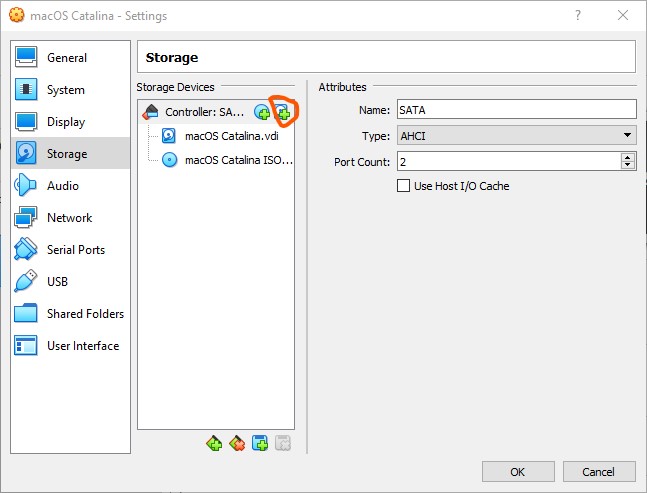 macOS Catalina - Settings
?
General
System
Display
Storage
Audio
Network
Serial Ports
USB
Shared Folders
User Interface
Storage
Storage Devices
Controller: SA...
macOS Catalina.vdi
macOS Catalina ISO...
Attributes
Name: SATA
Type: AHCI
Port Count: 2
Use Host I/O Cache
OK
Cancel